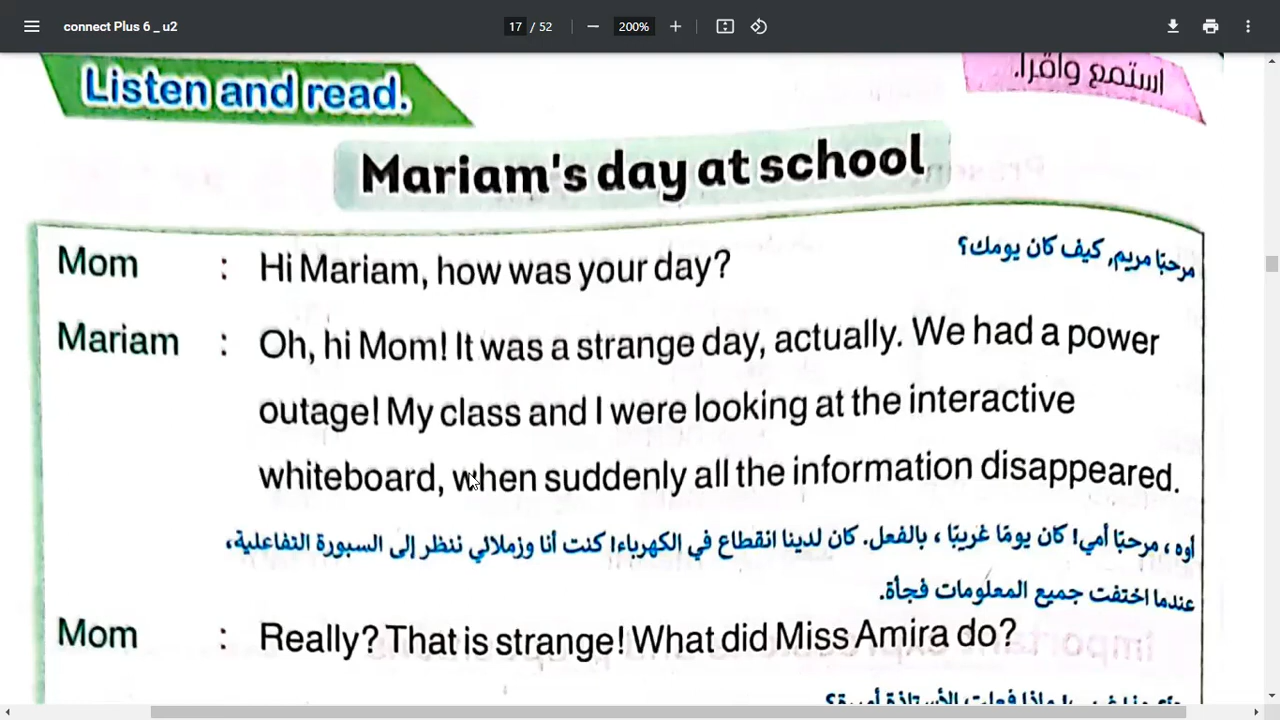 connect Plus 6 _ u2
17 / 52
200%
Listen and read.
استمع واقرأ.
Mariam's day at school
Mom : Hi Mariam, how was your day?
مرحبًا مريم, كيف كان يومك؟
Mariam : Oh, hi Mom! It was a strange day, actually. We had a power
outage! My class and I were looking at the interactive
whiteboard, when suddenly all the information disappeared.
أوه ، مرحبًا أمي! كان يومًا غريبًا ، بالفعل. كان لدينا انقطاع في الكهرباء! كنت أنا وزملائي ننظر إلى السبورة التفاعلية،
عندما اختفت جميع المعلومات فجأة.
Mom : Really? That is strange! What did Miss Amira do?
ماذا فعلت الأستاذة أميرة؟